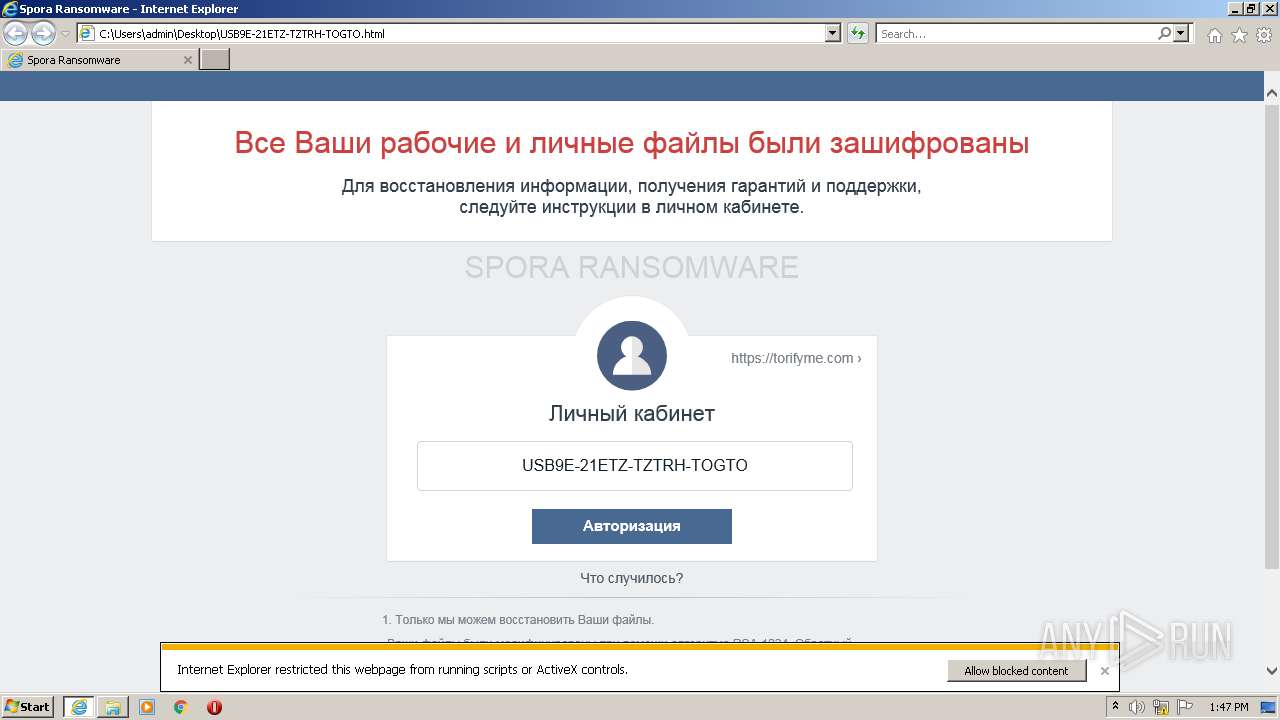 Spora Ransomware - Internet Explorer
C:\Users\admin\Desktop\USB9E-21ETZ-TZTRH-TOGTO.html
Search...
Spora Ransomware
Все Ваши рабочие и личные файлы были зашифрованы
Для восстановления информации, получения гарантий и поддержки,
следуйте инструкции в личном кабинете.
SPORA RANSOMWARE
https://torifyme.com ›
Личный кабинет
USB9E-21ETZ-TZTRH-TOGTO
Авторизация
Что случилось?
1. Только мы можем восстановить Ваши файлы.
Internet Explorer restricted this webpage from running scripts or ActiveX controls.
Allow blocked content
ANY RUN
Start
1:47 PM